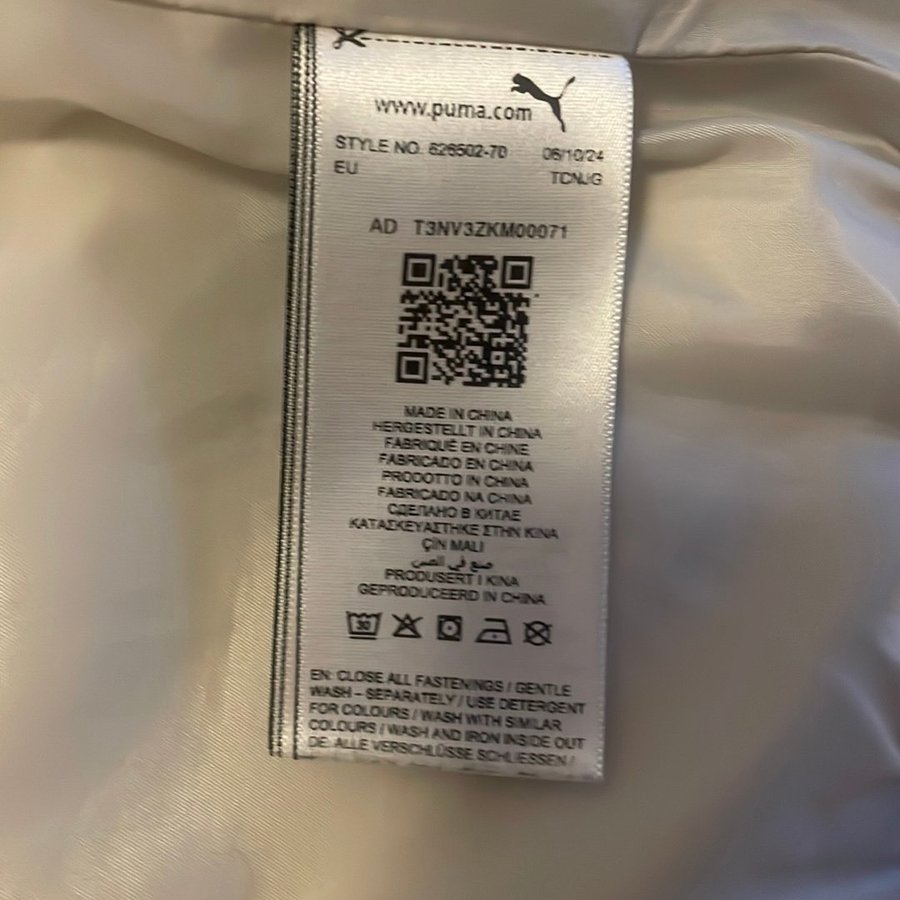 www.puma.com
STYLE NO. 626502-70 06/10/24
EU TCNJG
AD T3NV3ZKM00071
MADE IN CHINA
HERGESTELLT IN CHINA
FABRIQUÉ EN CHINE
FABRICADO EN CHINA
PRODOTTO IN CHINA
FABRICADO NA CHINA
СДЕЛАНО В КИТАЕ
ΚΑΤΑΣΚΕΥΑΣΤΗΚΕ ΣΤΗΝ ΚΙΝΑ
ÇİN MALI
صنع في الصين
PRODUSERT I KINA
GEPRODUCEERD IN CHINA
30
EN: CLOSE ALL FASTENINGS / GENTLE
WASH – SEPARATELY / USE DETERGENT
FOR COLOURS / WASH WITH SIMILAR
COLOURS / WASH AND IRON INSIDE OUT
DE: ALLE VERSCHLÜSSE SCHLIESSEN /